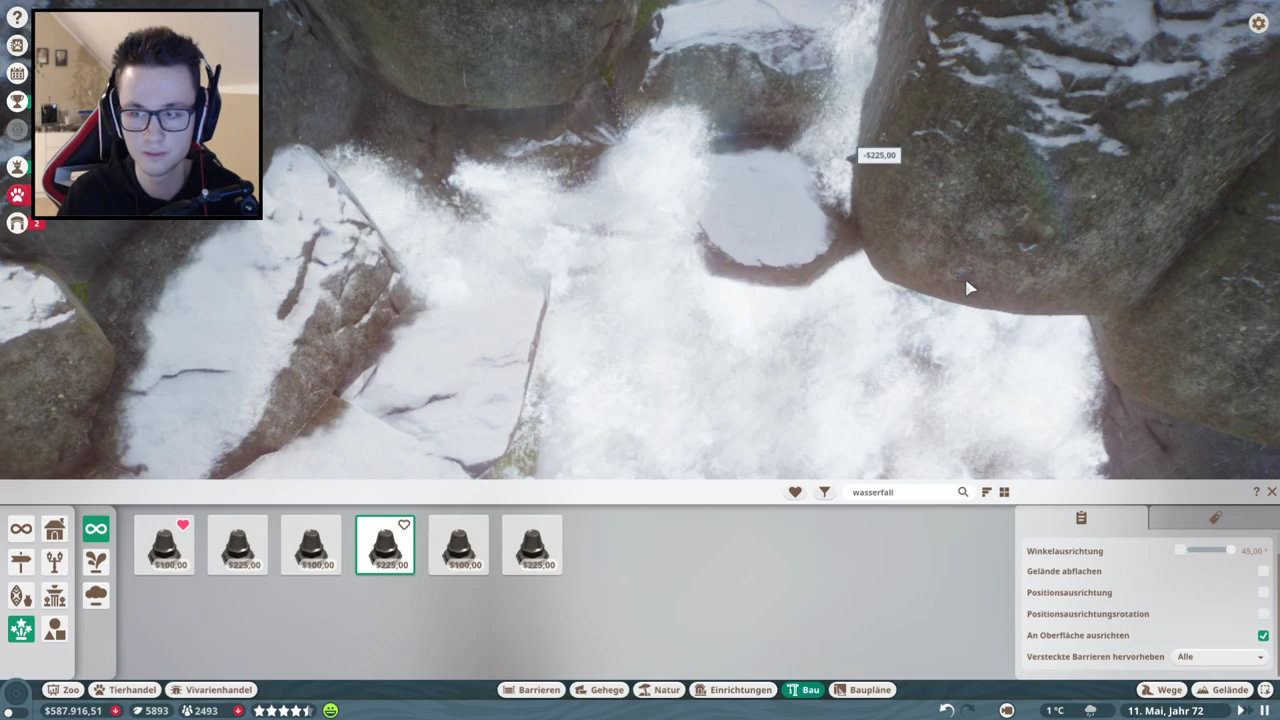 2
-$225,00
wasserfall
?
$100,00
$225,00
$100,00
$225,00
$100,00
$225,00
Winkelausrichtung 45,00 °
Gelände abflachen
Positionsausrichtung
Positionsausrichtungsrotation
An Oberfläche ausrichten
Versteckte Barrieren hervorheben Alle
Zoo Tierhandel Vivarienhandel Barrieren Gehege Natur Einrichtungen Bau Baupläne Wege Gelände
$587.916,51 5893 2493 1 °C 11. Mai, Jahr 72